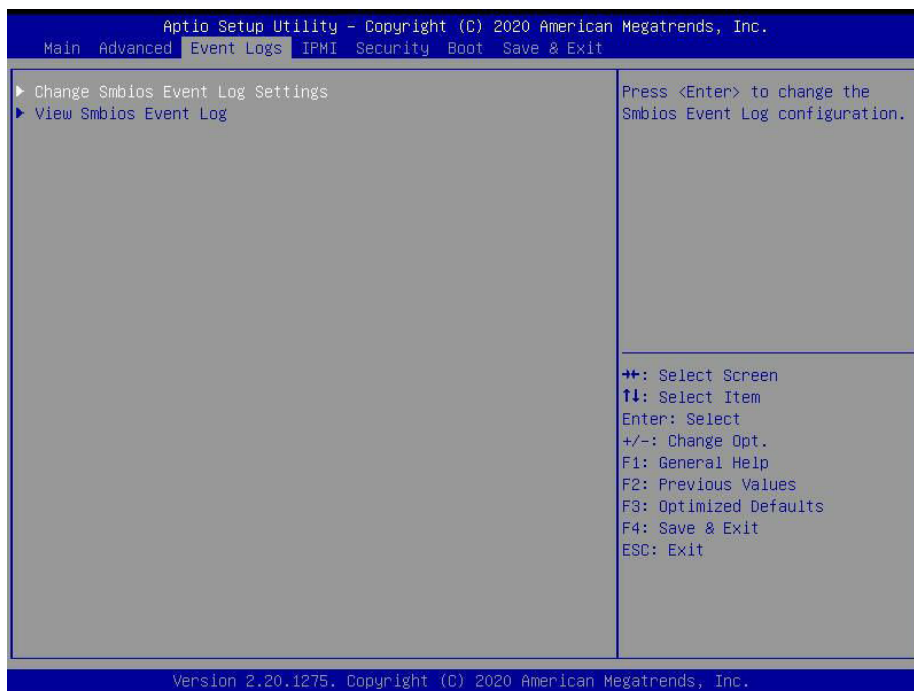 Aptio Setup Utility – Copyright (C) 2020 American Megatrends, Inc.
Main Advanced Event Logs IPMI Security Boot Save & Exit
▶ Change Smbios Event Log Settings
▶ View Smbios Event Log
Press <Enter> to change the
Smbios Event Log configuration.
→←: Select Screen
↑↓: Select Item
Enter: Select
+/-: Change Opt.
F1: General Help
F2: Previous Values
F3: Optimized Defaults
F4: Save & Exit
ESC: Exit
Version 2.20.1275. Copyright (C) 2020 American Megatrends, Inc.